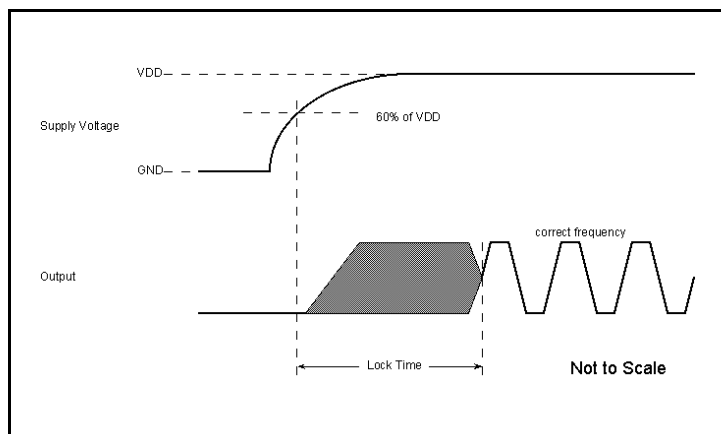 VDD
60% of VDD
Supply Voltage
GND
correct frequency
Output
Lock Time
Not to Scale